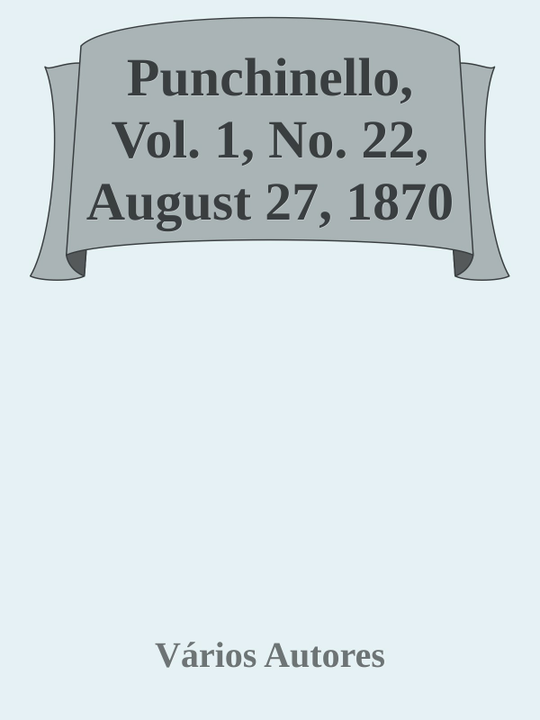 Punchinello,
Vol. 1, No. 22,
August 27, 1870
Vários Autores